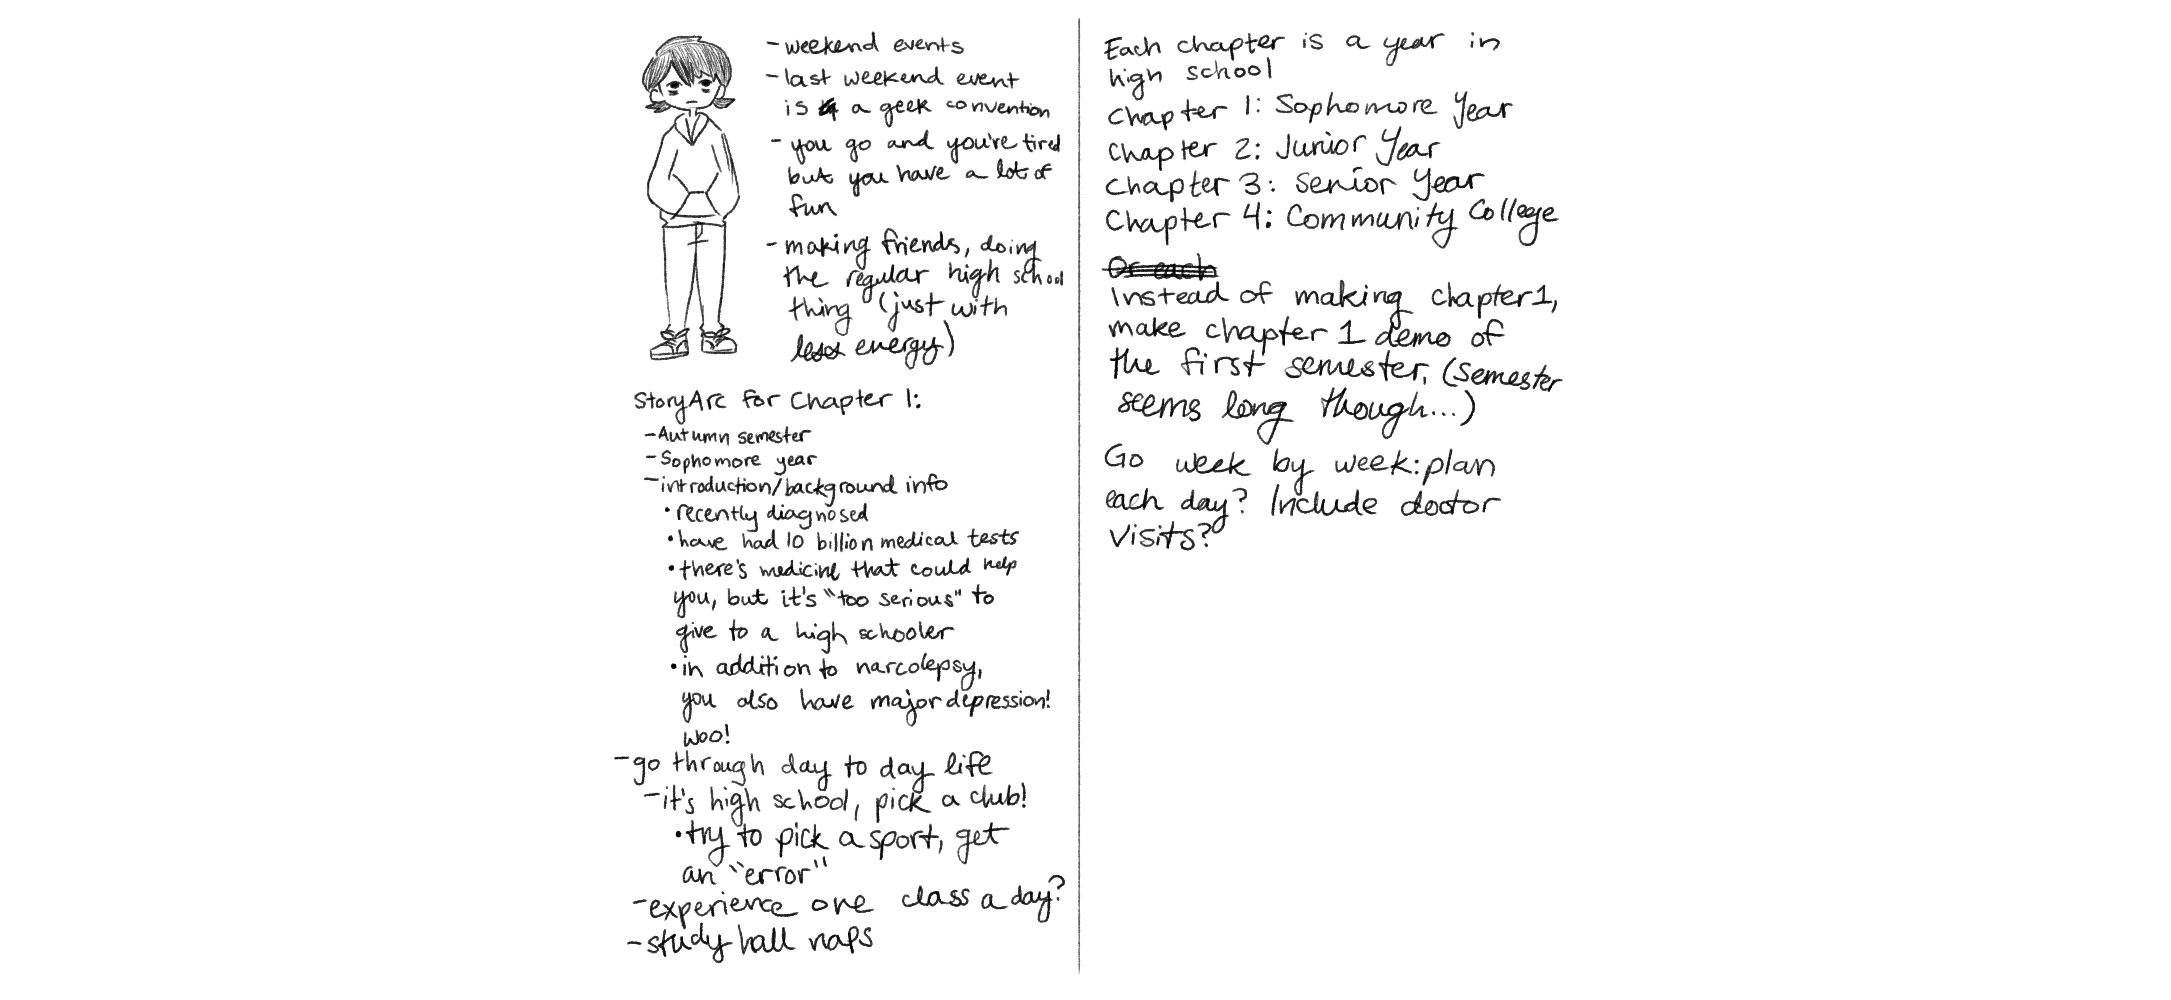 - weekend events
- last weekend event
is a geek convention
- you go and you're tired
but you have a lot of
fun
- making friends, doing
the regular high school
thing (just with
less energy)
Story Arc for Chapter 1:
- Autumn semester
- Sophomore year
- introduction/background info
• recently diagnosed
• have had 10 billion medical tests
• there's medicine that could help
you, but it's "too serious" to
give to a high schooler
• in addition to narcolepsy,
you also have major depression!
woo!
- go through day to day life
- it's high school, pick a club!
• try to pick a sport, get
an "error"
- experience one class a day?
- study hall naps
Each chapter is a year in
high school
Chapter 1: Sophomore Year
Chapter 2: Junior Year
Chapter 3: Senior Year
Chapter 4: Community College
Or each
Instead of making chapter 1,
make chapter 1 demo of
the first semester. (Semester
seems long though...)
Go week by week: plan
each day? Include doctor
visits?